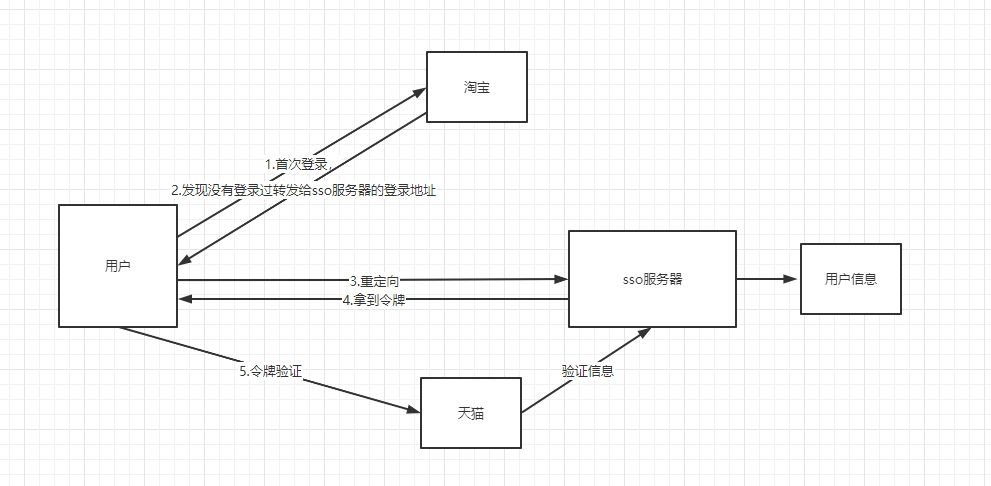 淘宝
1.首次登录,
2.发现没有登录过转发给sso服务器的登录地址
用户
3.重定向
4.拿到令牌
sso服务器
用户信息
5.令牌验证
验证信息
天猫